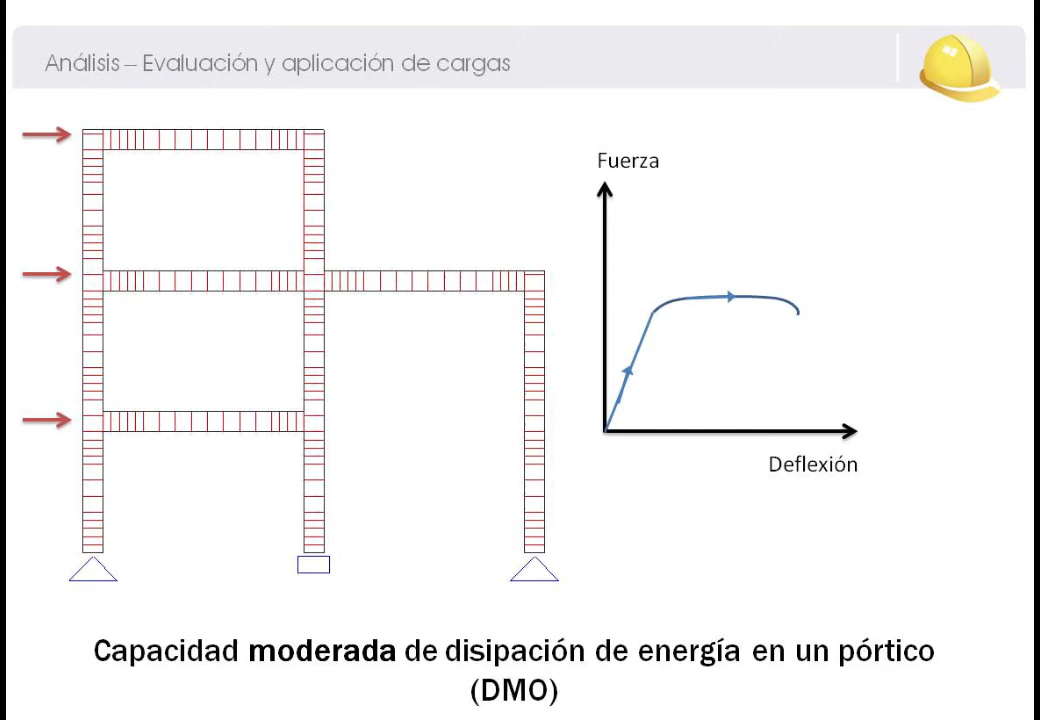 Análisis – Evaluación y aplicación de cargas
Fuerza
Deflexión
Capacidad moderada de disipación de energía en un pórtico
(DMO)